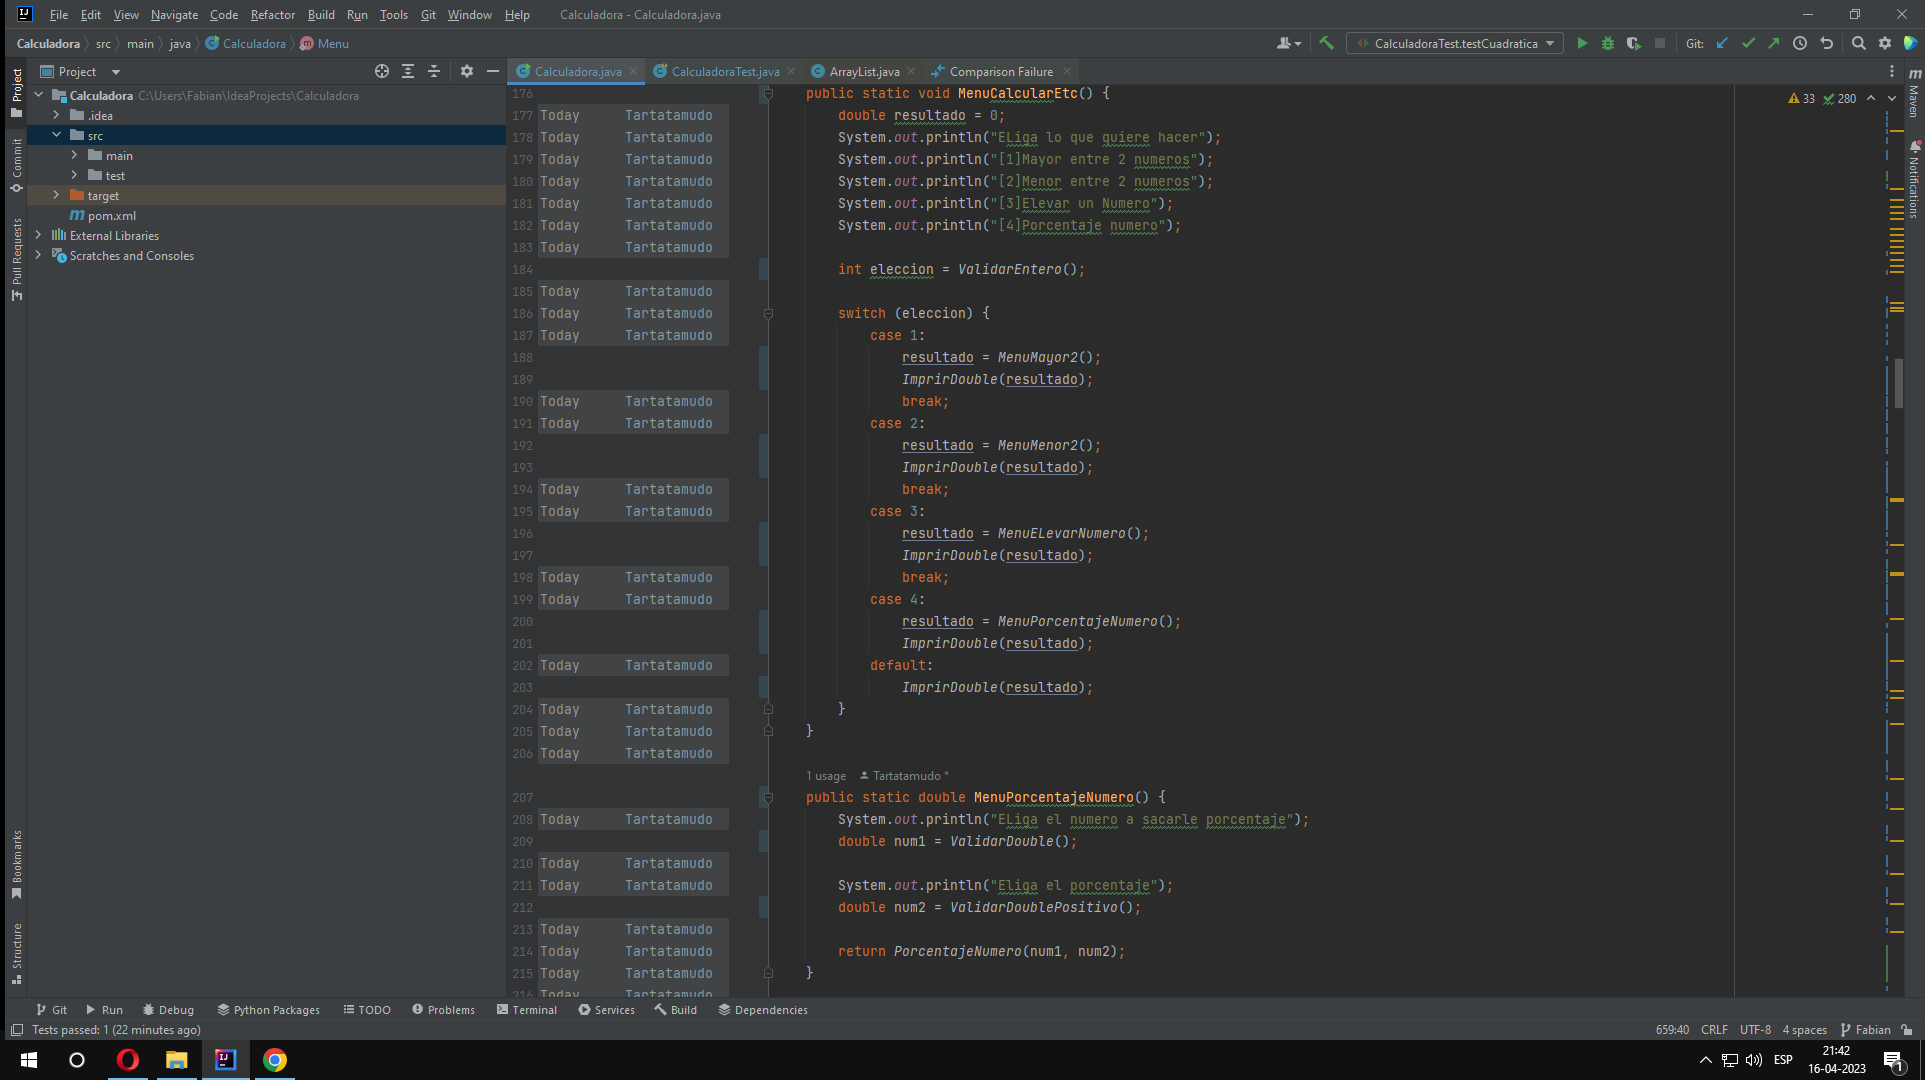 File Edit View Navigate Code Refactor Build Run Tools Git Window Help Calculadora - Calculadora.java
Calculadora src main java Calculadora Menu CalculadoraTest.testCuadratica Git:
Project Calculadora.java CalculadoraTest.java ArrayList.java Comparison Failure
Calculadora C:\Users\Fabian\IdeaProjects\Calculadora
.idea
src
main
test
target
pom.xml
External Libraries
Scratches and Consoles
Project
Commit
Pull Requests
Bookmarks
Structure
Maven
Notifications
33 280
176 public static void MenuCalcularEtc() {
177 Today Tartatamudo double resultado = 0;
178 Today Tartatamudo System.out.println("ELiga lo que quiere hacer");
179 Today Tartatamudo System.out.println("[1]Mayor entre 2 numeros");
180 Today Tartatamudo System.out.println("[2]Menor entre 2 numeros");
181 Today Tartatamudo System.out.println("[3]Elevar un Numero");
182 Today Tartatamudo System.out.println("[4]Porcentaje numero");
183 Today Tartatamudo
184 int eleccion = ValidarEntero();
185 Today Tartatamudo
186 Today Tartatamudo switch (eleccion) {
187 Today Tartatamudo case 1:
188 resultado = MenuMayor2();
189 ImprirDouble(resultado);
190 Today Tartatamudo break;
191 Today Tartatamudo case 2:
192 resultado = MenuMenor2();
193 ImprirDouble(resultado);
194 Today Tartatamudo break;
195 Today Tartatamudo case 3:
196 resultado = MenuELevarNumero();
197 ImprirDouble(resultado);
198 Today Tartatamudo break;
199 Today Tartatamudo case 4:
200 resultado = MenuPorcentajeNumero();
201 ImprirDouble(resultado);
202 Today Tartatamudo default:
203 ImprirDouble(resultado);
204 Today Tartatamudo }
205 Today Tartatamudo }
206 Today Tartatamudo
1 usage Tartatamudo *
207 public static double MenuPorcentajeNumero() {
208 Today Tartatamudo System.out.println("ELiga el numero a sacarle porcentaje");
209 double num1 = ValidarDouble();
210 Today Tartatamudo
211 Today Tartatamudo System.out.println("Eliga el porcentaje");
212 double num2 = ValidarDoublePositivo();
213 Today Tartatamudo
214 Today Tartatamudo return PorcentajeNumero(num1, num2);
215 Today Tartatamudo }
216 Today Tartatamudo
Git Run Debug Python Packages TODO Problems Terminal Services Build Dependencies
Tests passed: 1 (22 minutes ago) 659:40 CRLF UTF-8 4 spaces Fabian
ESP 21:42
16-04-2023 1